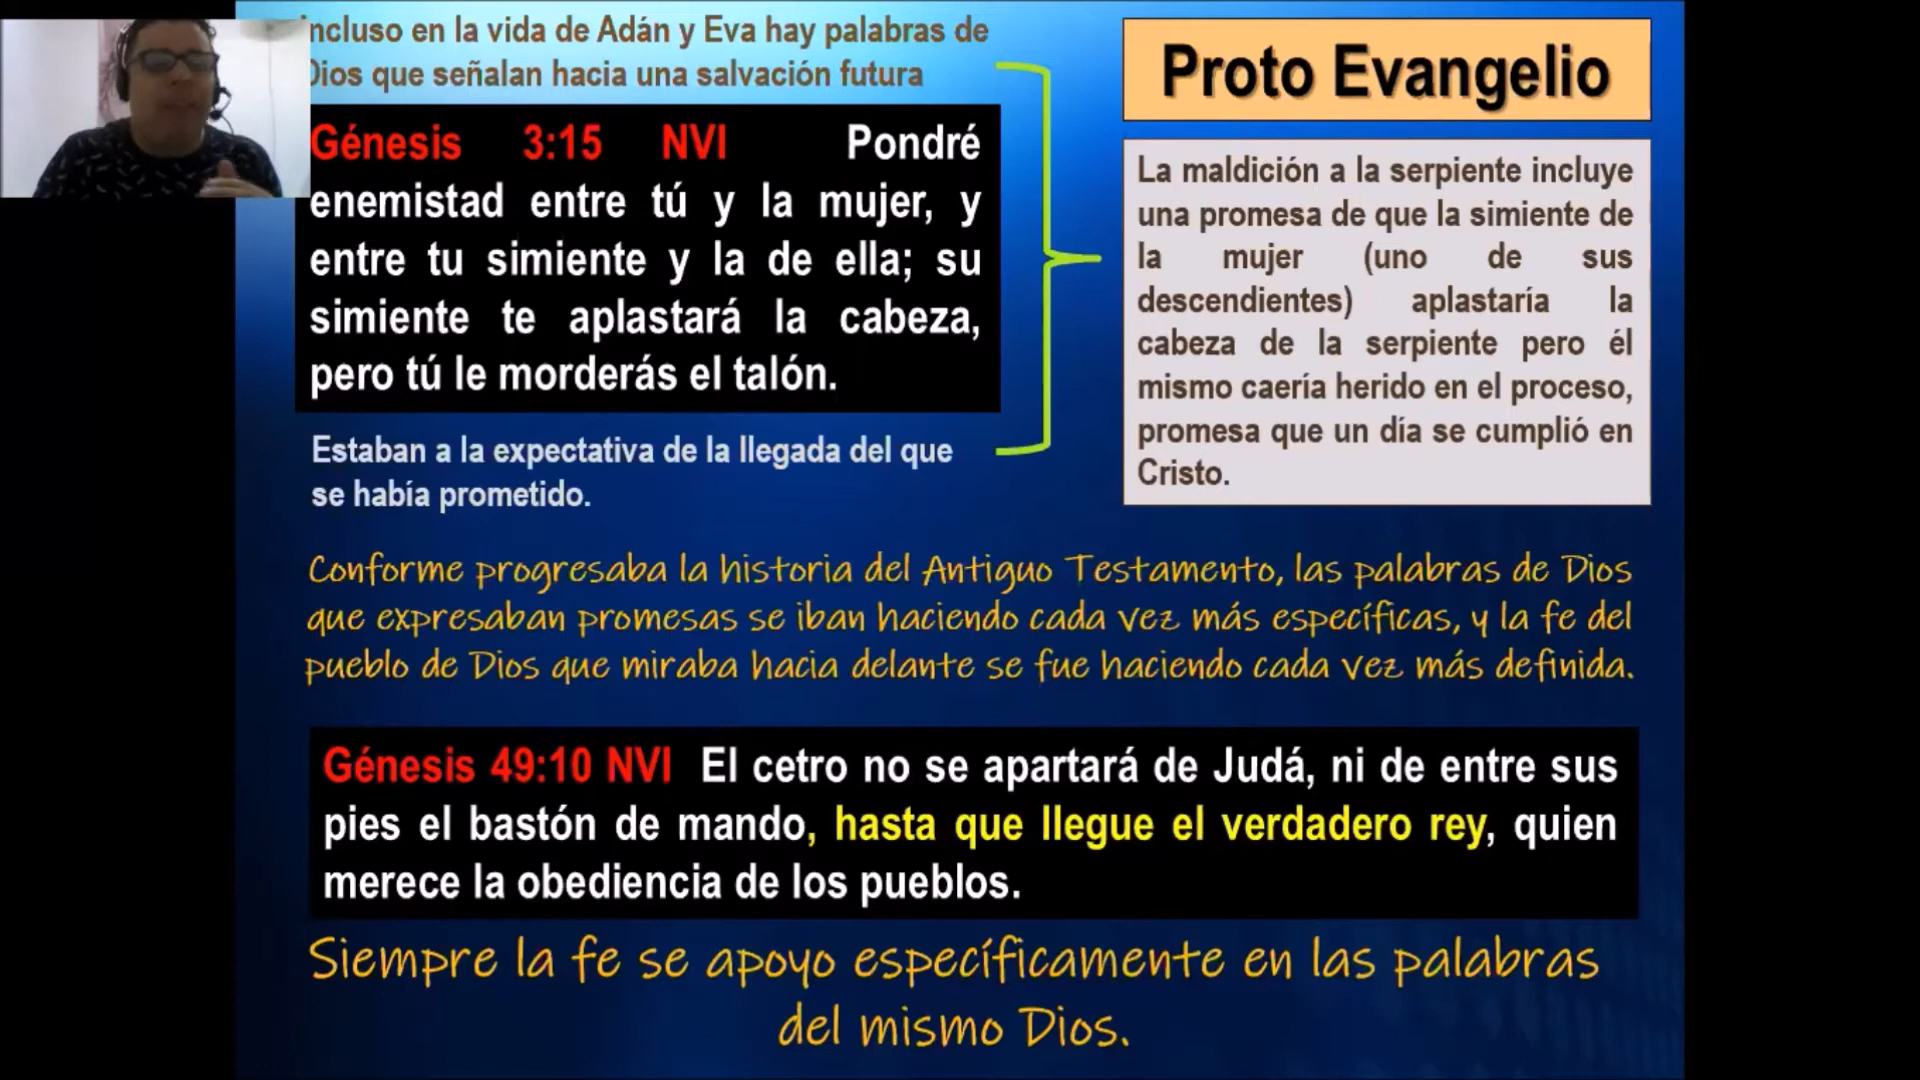 ncluso en la vida de Adán y Eva hay palabras de
Dios que señalan hacia una salvación futura
Génesis 3:15 NVI Pondré
enemistad entre tú y la mujer, y
entre tu simiente y la de ella; su
simiente te aplastará la cabeza,
pero tú le morderás el talón.
Estaban a la expectativa de la llegada del que
se había prometido.
Proto Evangelio
La maldición a la serpiente incluye
una promesa de que la simiente de
la mujer (uno de sus
descendientes) aplastaría la
cabeza de la serpiente pero él
mismo caería herido en el proceso,
promesa que un día se cumplió en
Cristo.
Conforme progresaba la historia del Antiguo Testamento, las palabras de Dios
que expresaban promesas se iban haciendo cada vez más específicas, y la fe del
pueblo de Dios que miraba hacia delante se fue haciendo cada vez más definida.
Génesis 49:10 NVI El cetro no se apartará de Judá, ni de entre sus
pies el bastón de mando, hasta que llegue el verdadero rey, quien
merece la obediencia de los pueblos.
Siempre la fe se apoyo específicamente en las palabras
del mismo Dios.